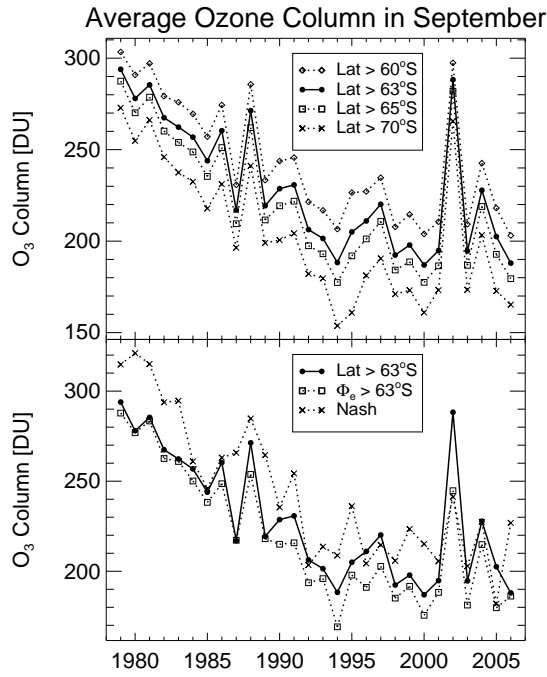 Average Ozone Column in September
300
250
200
150
O₃ Column [DU]
Lat > 60°S
Lat > 63°S
Lat > 65°S
Lat > 70°S
300
250
200
O₃ Column [DU]
Lat > 63°S
Φₑ > 63°S
Nash
1980 1985 1990 1995 2000 2005